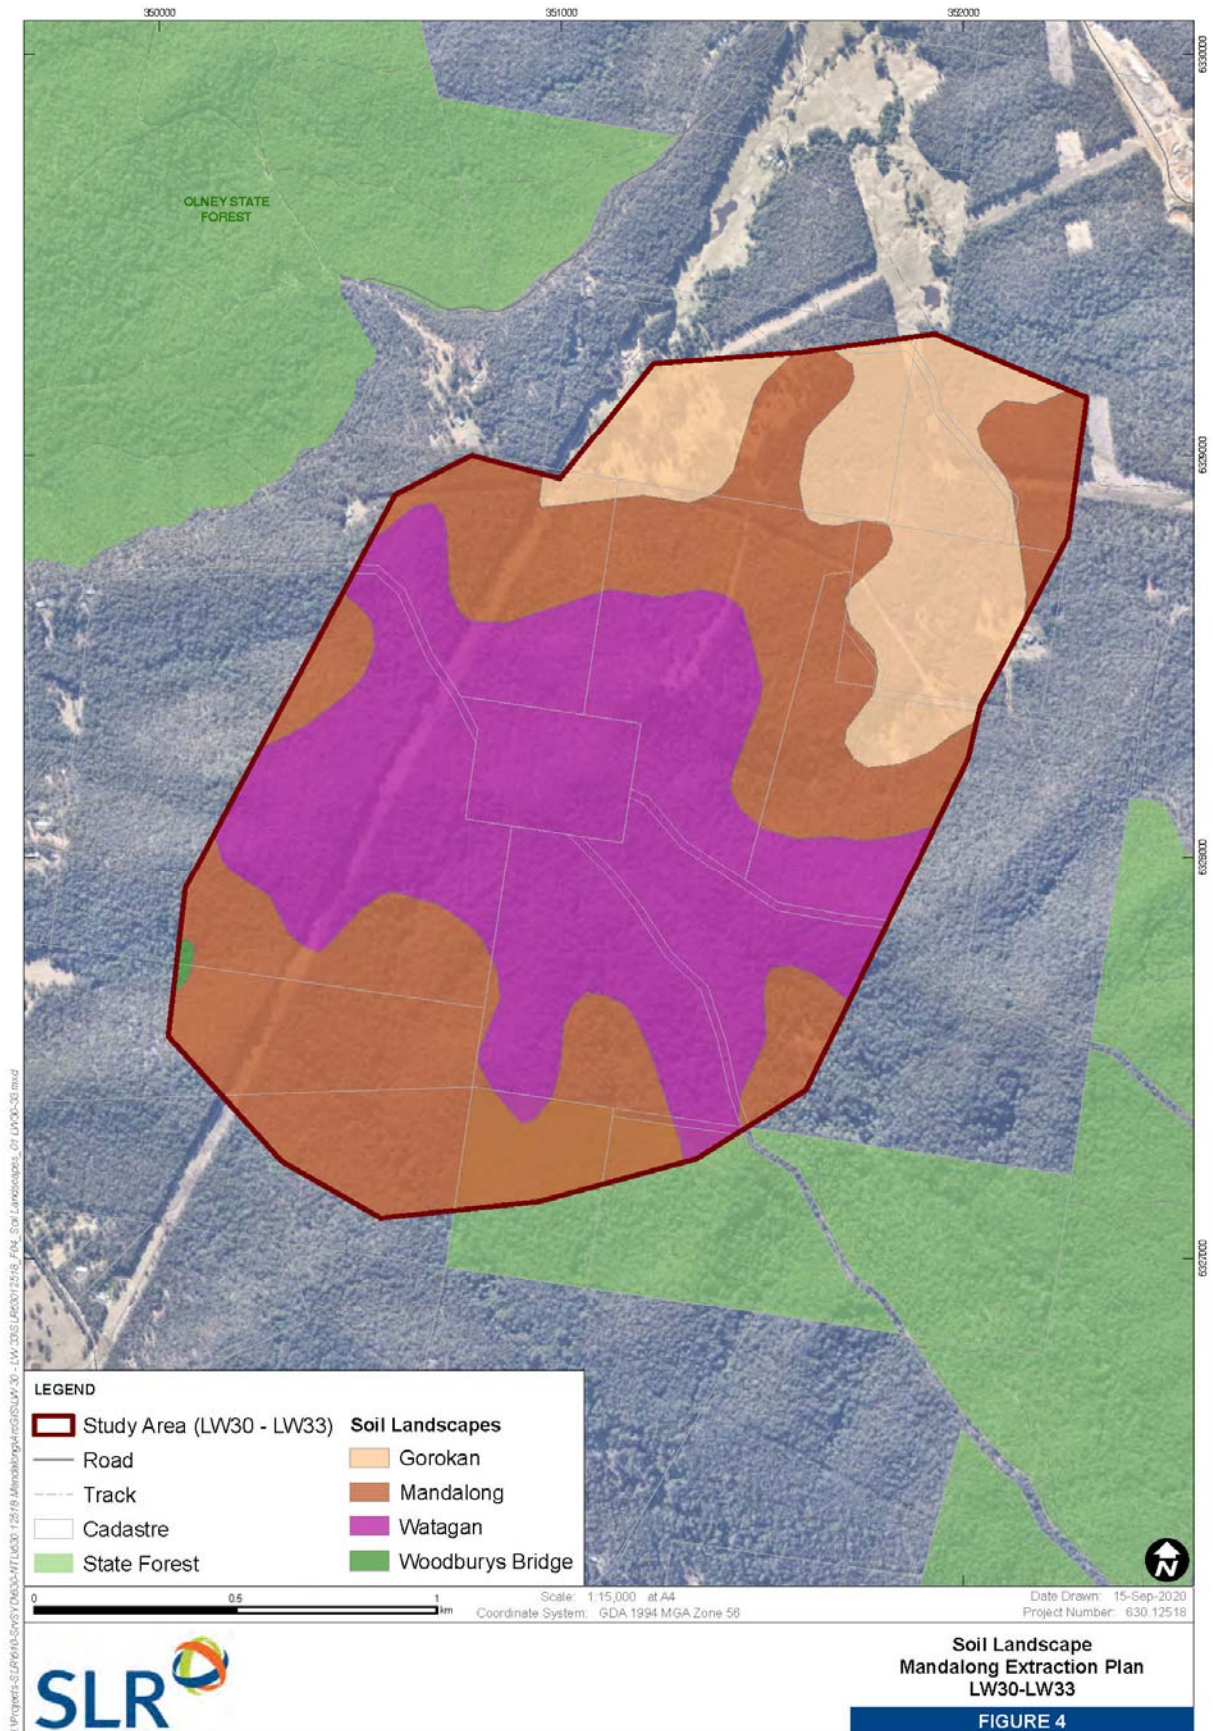 350000
351000
352000
6330000
OLNEY STATE
FOREST
6329000
6328000
6327000
LEGEND
Study Area (LW30 - LW33)
Road
Track
Cadastre
State Forest
Soil Landscapes
Gorokan
Mandalong
Watagan
Woodburys Bridge
0 0.5 1 km
Scale: 1:15,000 at A4
Coordinate System: GDA 1994 MGA Zone 56
Date Drawn: 15-Sep-2020
Project Number: 630.12518
N
SLR
Soil Landscape
Mandalong Extraction Plan
LW30-LW33
FIGURE 4